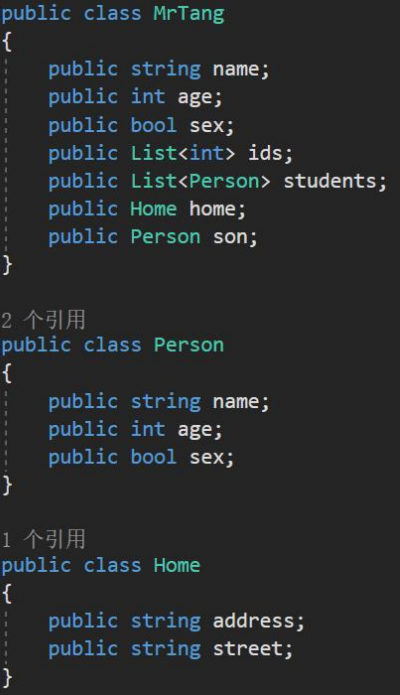 public class MrTang
{
public string name;
public int age;
public bool sex;
public List<int> ids;
public List<Person> students;
public Home home;
public Person son;
}
2 个引用
public class Person
{
public string name;
public int age;
public bool sex;
}
1 个引用
public class Home
{
public string address;
public string street;
}